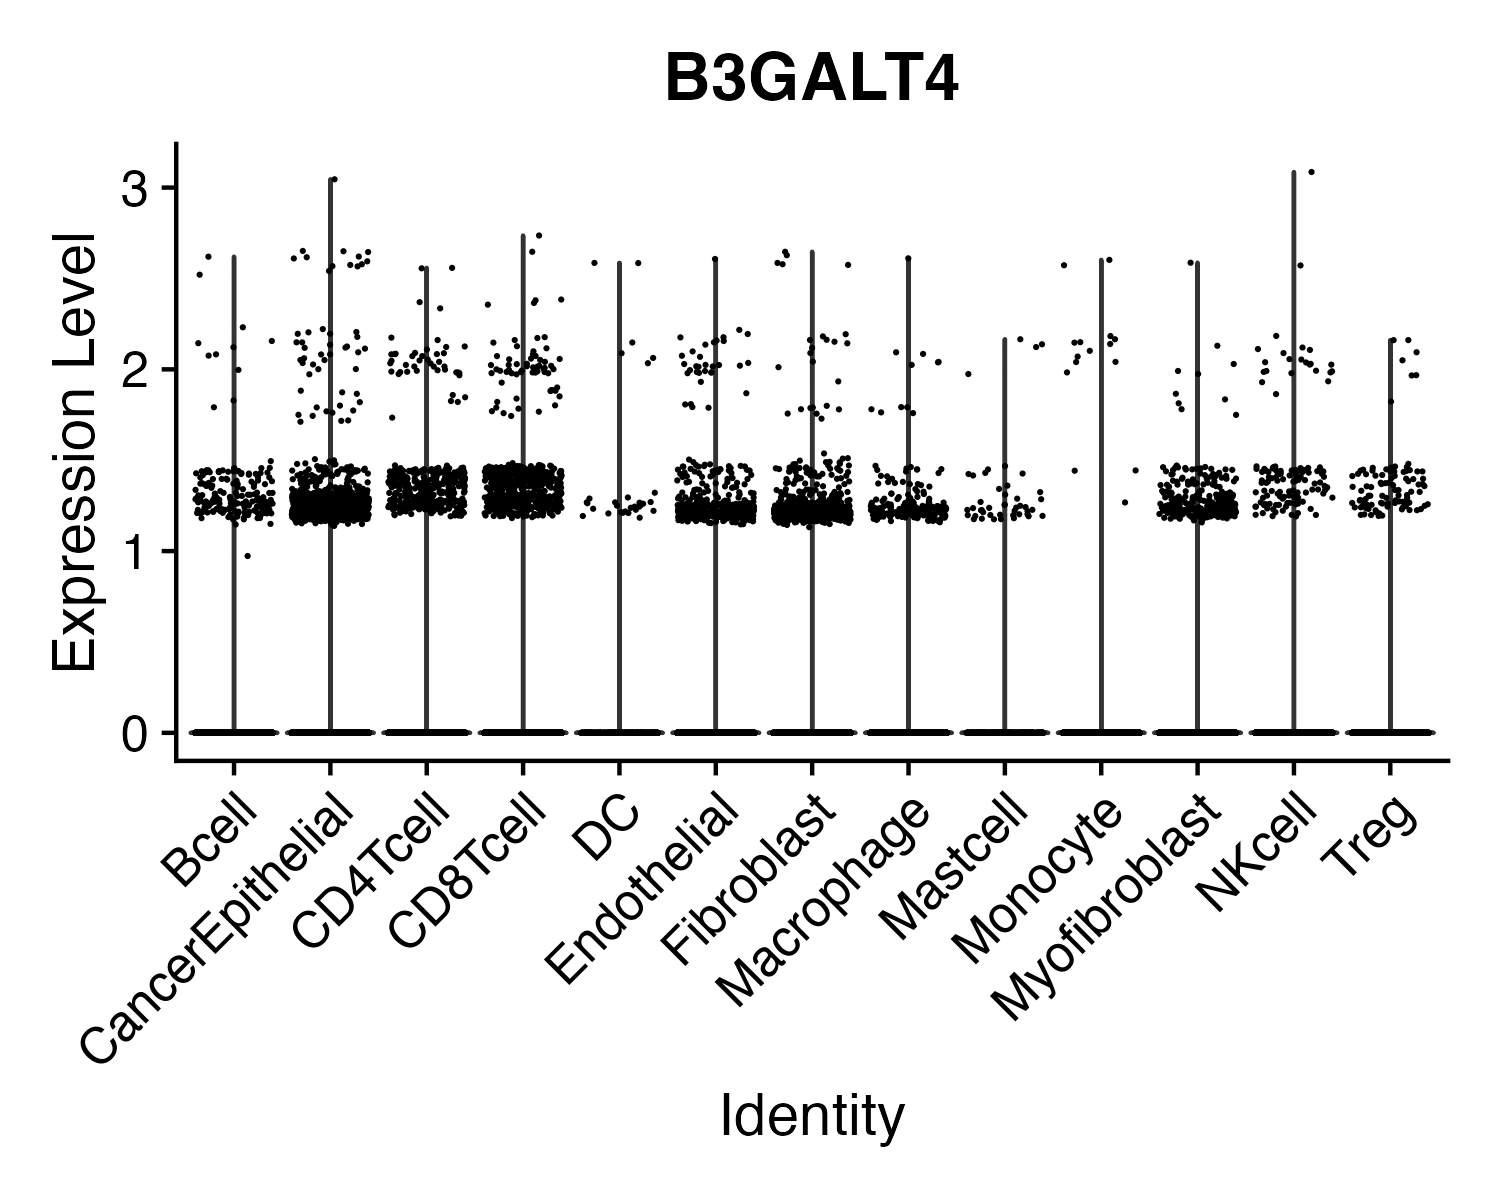 B3GALT4
Expression Level
3
2
1
0
Bcell
CancerEpithelial
CD4Tcell
CD8Tcell
DC
Endothelial
Fibroblast
Macrophage
Mastcell
Monocyte
Myofibroblast
NKcell
Treg
Identity